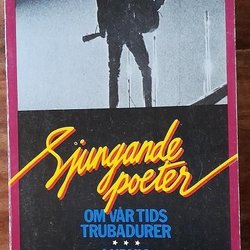 Sjungande
poeter
OM VÅR TIDS
TRUBADURER
★ ★ ★